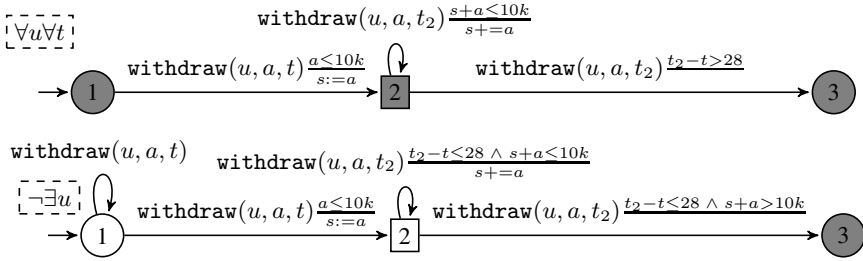 withdraw(u, a, t₂) s+a≤10k / s+=a
∀u∀t
withdraw(u, a, t) a≤10k / s:=a
withdraw(u, a, t₂) t₂−t>28 /
1
2
3
withdraw(u, a, t)
withdraw(u, a, t₂) t₂−t≤28 ∧ s+a≤10k / s+=a
¬∃u
withdraw(u, a, t) a≤10k / s:=a
withdraw(u, a, t₂) t₂−t≤28 ∧ s+a>10k /
1
2
3